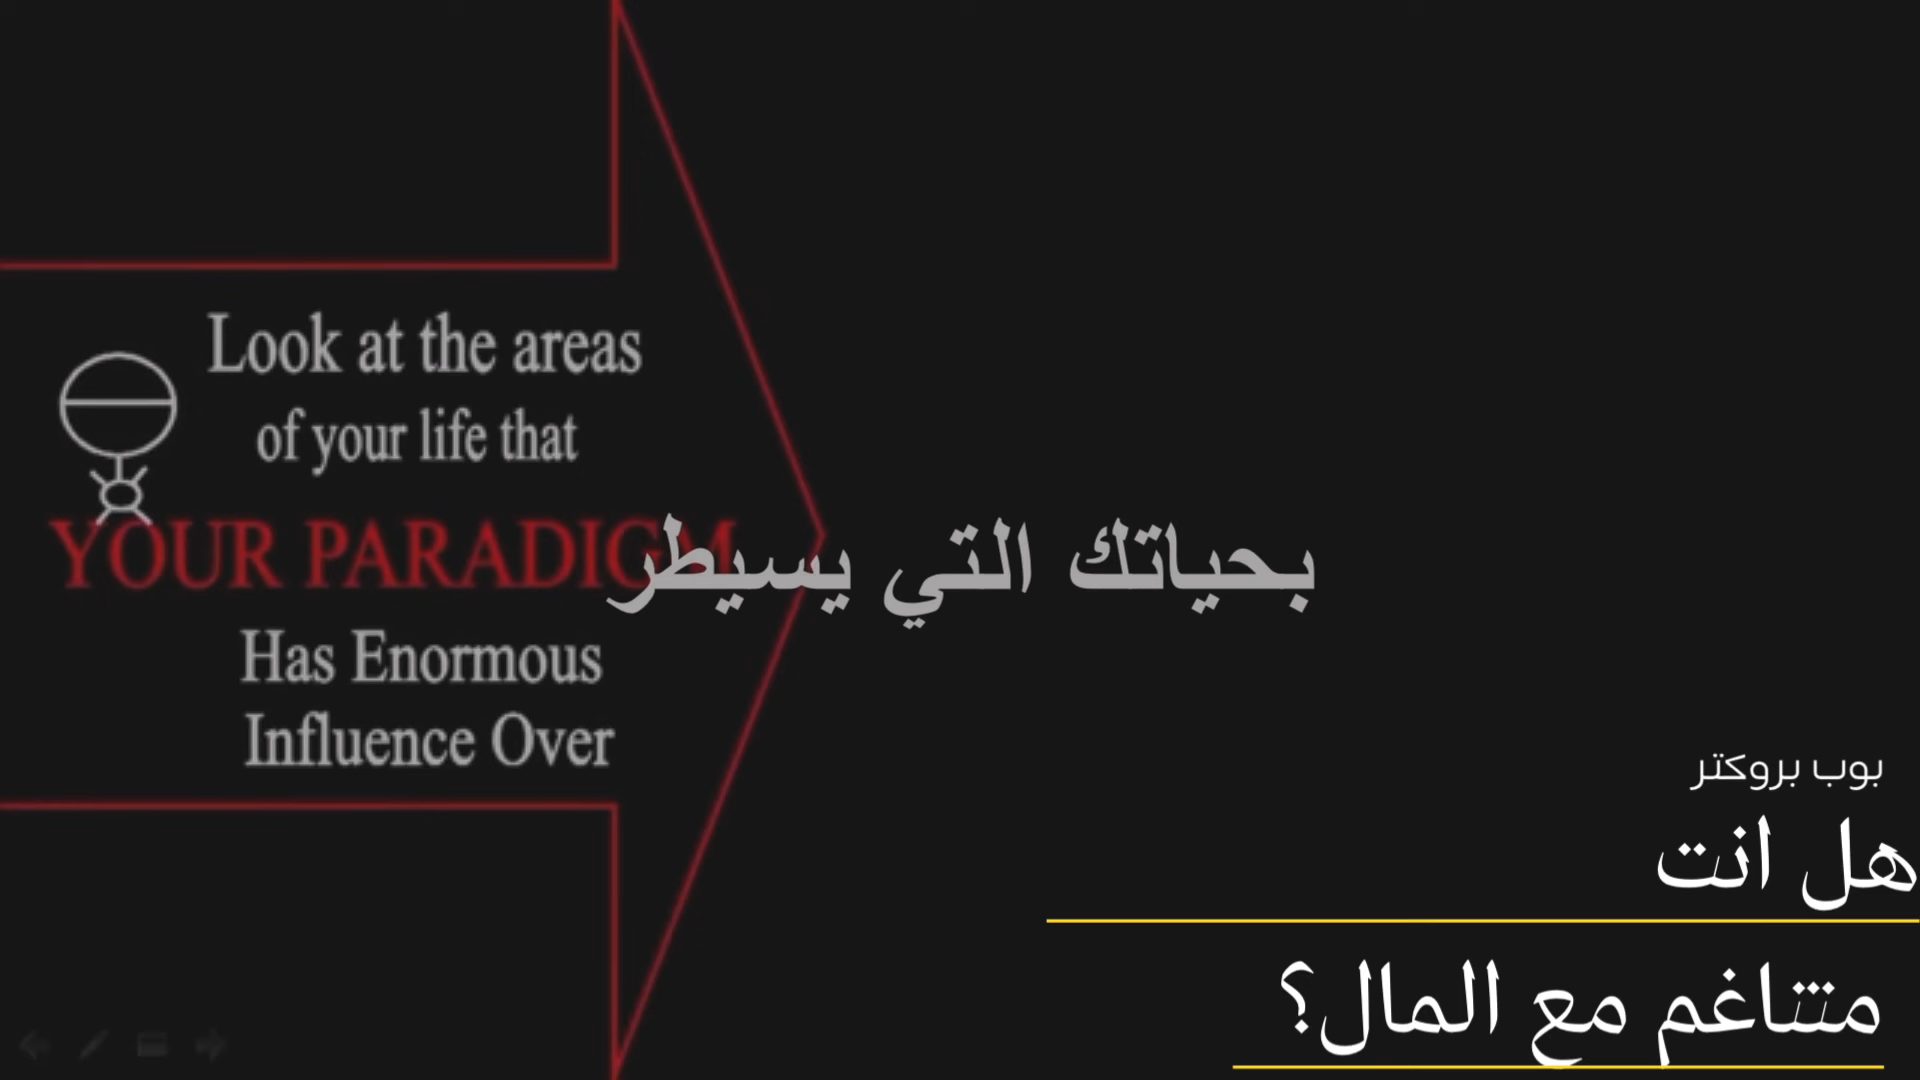 Look at the areas
of your life that
YOUR PARADIGM
Has Enormous
Influence Over
بحياتك التي يسيطر
بوب بروكتر
هل انت
متناغم مع المال؟